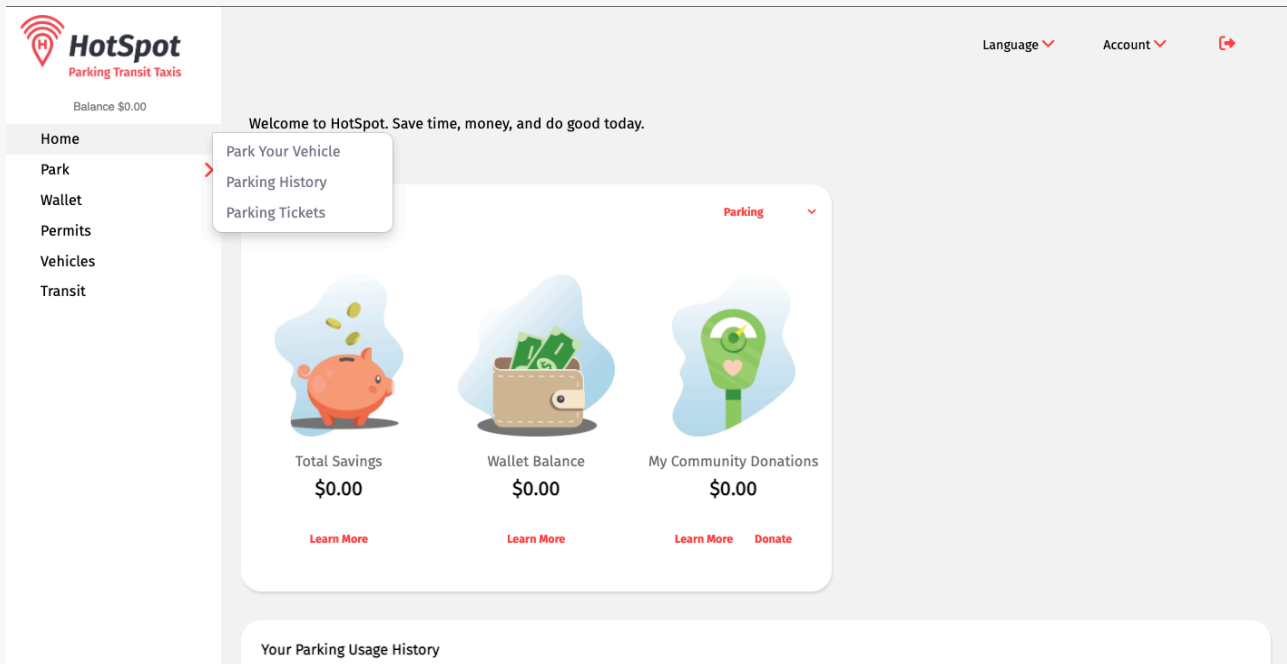 H
HotSpot
Parking Transit Taxis
Balance $0.00
Home
Park
Wallet
Permits
Vehicles
Transit
Language
Account
Welcome to HotSpot. Save time, money, and do good today.
Park Your Vehicle
Parking History
Parking Tickets
Parking
Total Savings
$0.00
Learn More
Wallet Balance
$0.00
Learn More
My Community Donations
$0.00
Learn More Donate
Your Parking Usage History